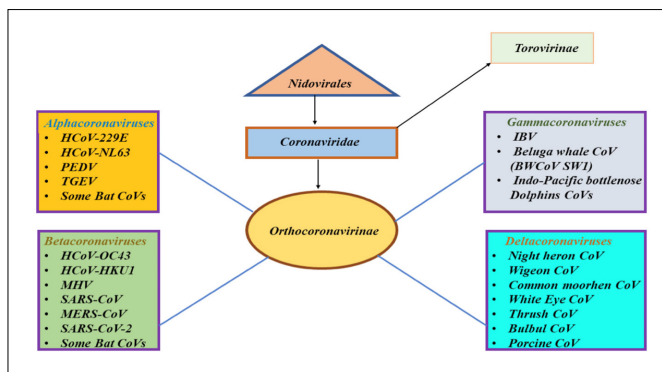 Torovirinae
Nidovirales
Coronaviridae
Orthocoronavirinae
Alphacoronaviruses
• HCoV-229E
• HCoV-NL63
• PEDV
• TGEV
• Some Bat CoVs
Gammacoronaviruses
• IBV
• Beluga whale CoV
(BWCoV SW1)
• Indo-Pacific bottlenose
Dolphins CoVs
Betacoronaviruses
• HCoV-OC43
• HCoV-HKU1
• MHV
• SARS-CoV
• MERS-CoV
• SARS-CoV-2
• Some Bat CoVs
Deltacoronaviruses
• Night heron CoV
• Wigeon CoV
• Common moorhen CoV
• White Eye CoV
• Thrush CoV
• Bulbul CoV
• Porcine CoV